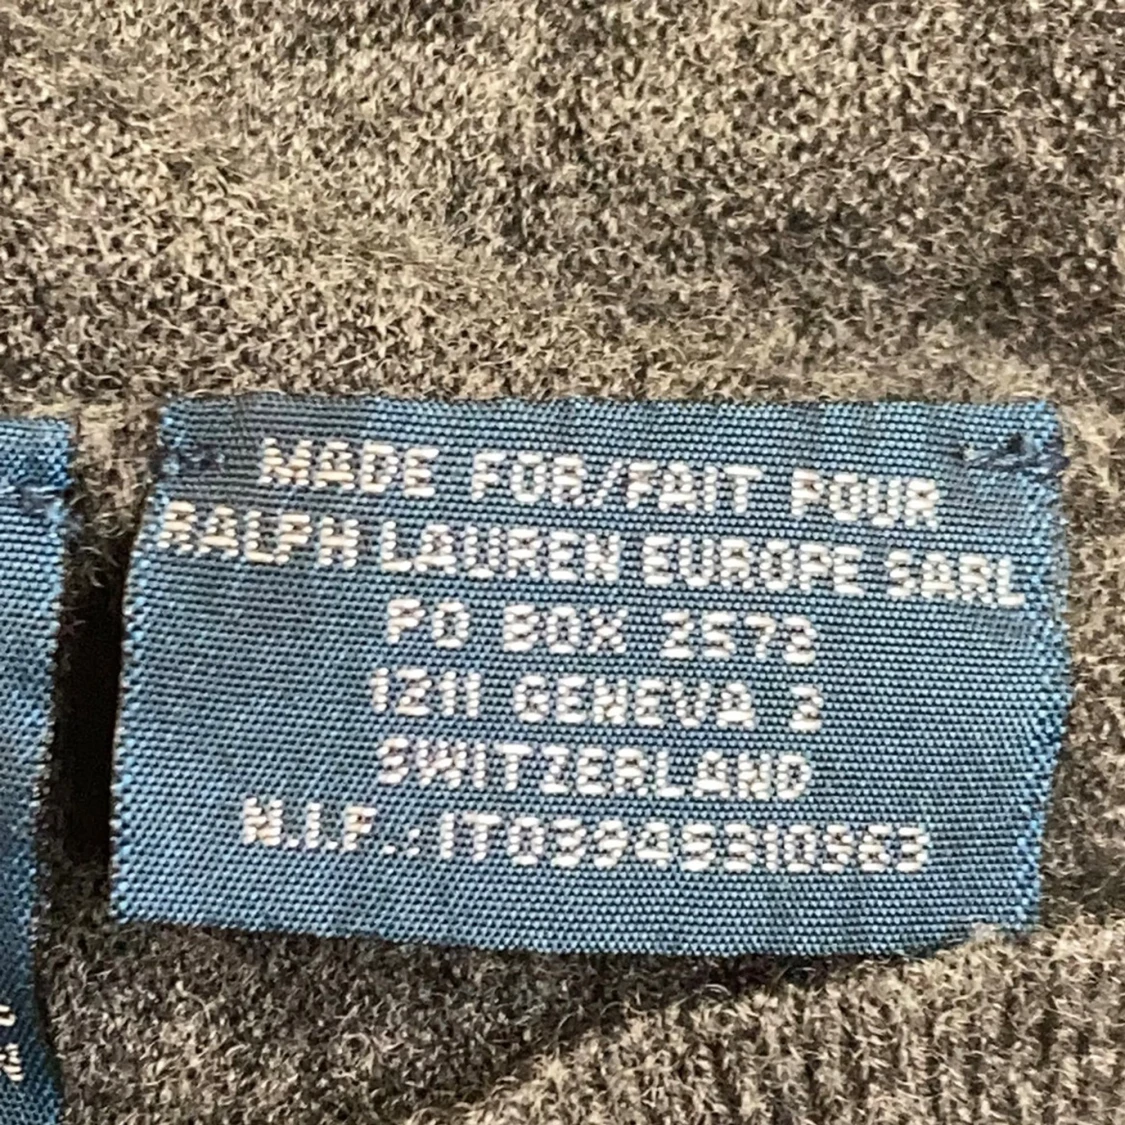 MADE FOR/FAIT POUR
RALPH LAUREN EUROPE SARL
PO BOX 2573
1211 GENEVA 2
SWITZERLAND
N.I.F.: IT03945310963